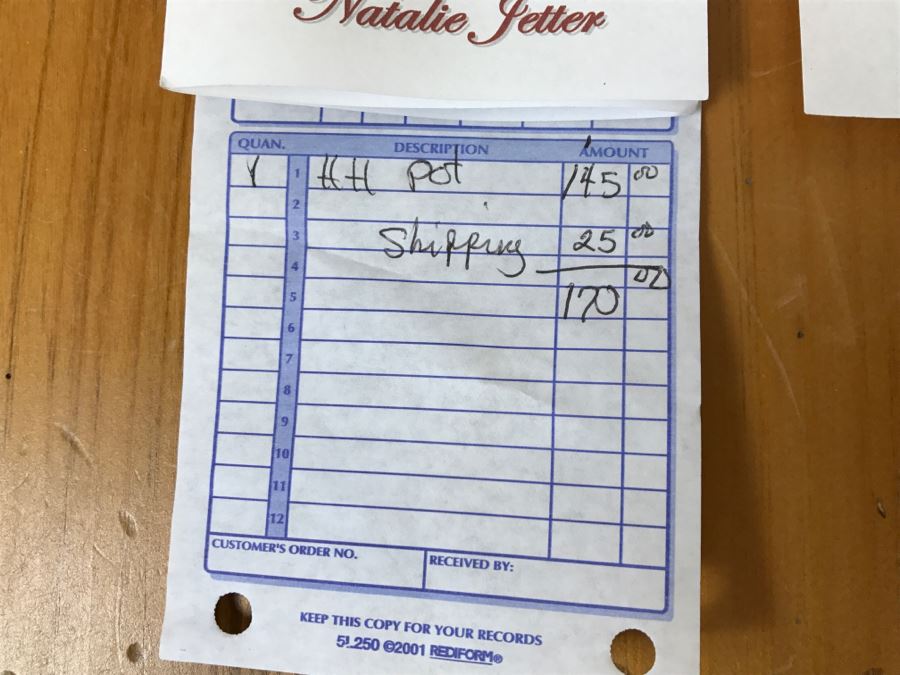 Natalie Jetter
QUAN. DESCRIPTION AMOUNT
1 HH pot 145 00
2
3 Shipping 25 00
4
5 170 00
6
7
8
9
10
11
12
CUSTOMER'S ORDER NO. RECEIVED BY:
KEEP THIS COPY FOR YOUR RECORDS
5L250 ©2001 REDIFORM®